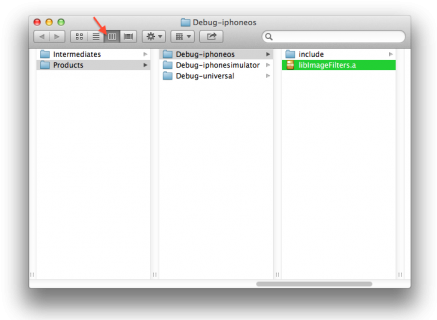 Debug-iphoneos
Intermediates
Products
Debug-iphoneos
Debug-iphonesimulator
Debug-universal
include
libImageFilters.a